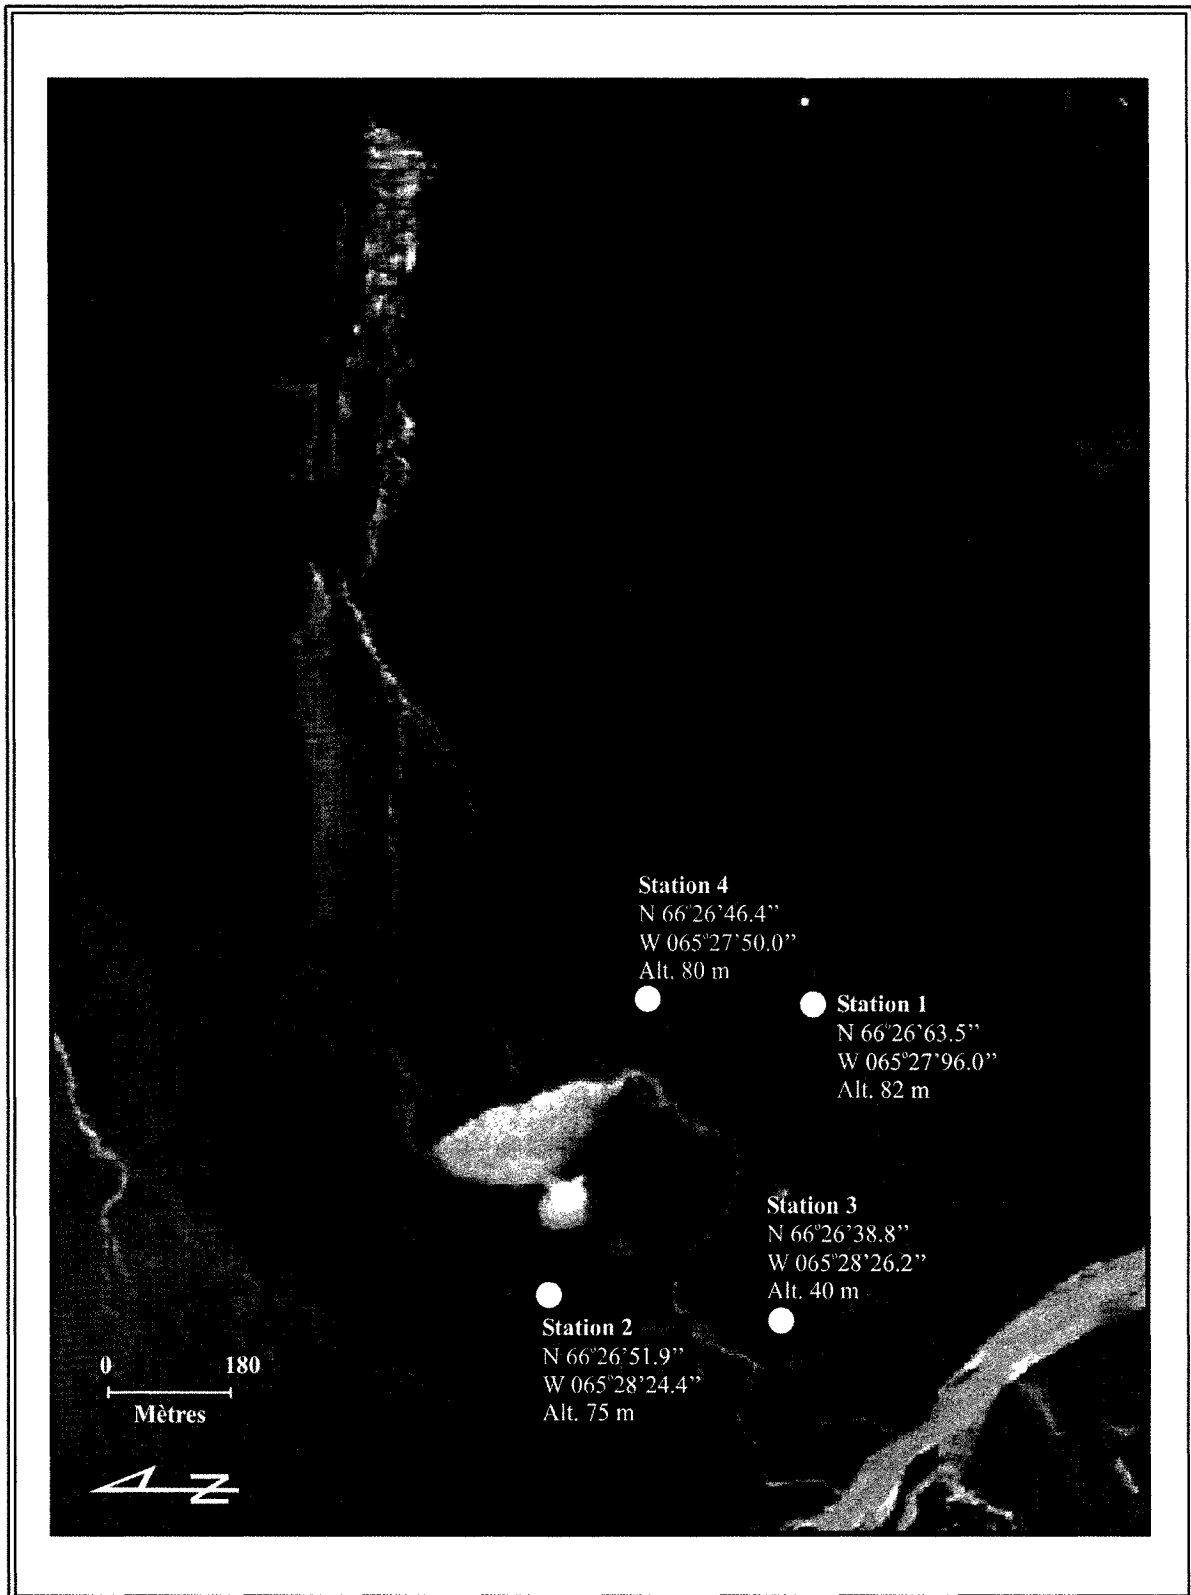 Station 4
N 66°26'46.4”
W 065°27'50.0”
Alt. 80 m
Station 1
N 66°26'63.5”
W 065°27'96.0”
Alt. 82 m
Station 3
N 66°26'38.8”
W 065°28'26.2”
Alt. 40 m
Station 2
N 66°26'51.9”
W 065°28'24.4”
Alt. 75 m
0 180
Mètres
N